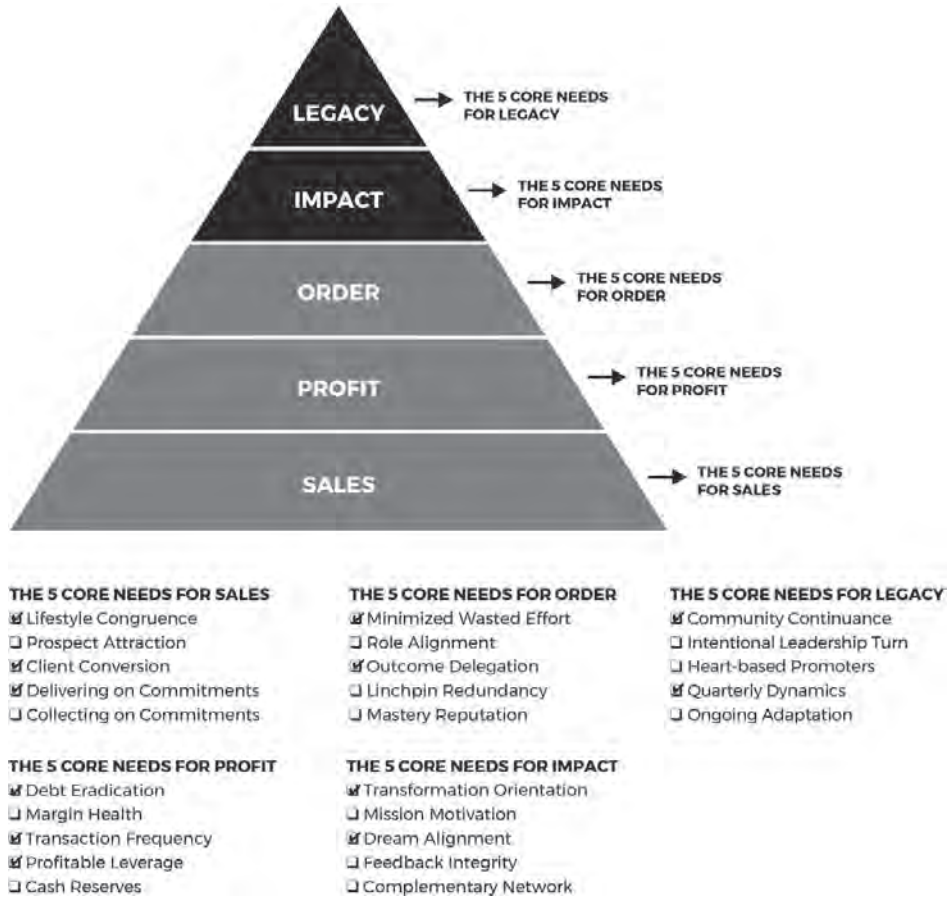 LEGACY
THE 5 CORE NEEDS
FOR LEGACY
IMPACT
THE 5 CORE NEEDS
FOR IMPACT
ORDER
THE 5 CORE NEEDS
FOR ORDER
PROFIT
THE 5 CORE NEEDS
FOR PROFIT
SALES
THE 5 CORE NEEDS
FOR SALES
THE 5 CORE NEEDS FOR SALES
Lifestyle Congruence
Prospect Attraction
Client Conversion
Delivering on Commitments
Collecting on Commitments
THE 5 CORE NEEDS FOR ORDER
Minimized Wasted Effort
Role Alignment
Outcome Delegation
Linchpin Redundancy
Mastery Reputation
THE 5 CORE NEEDS FOR LEGACY
Community Continuance
Intentional Leadership Turn
Heart-based Promoters
Quarterly Dynamics
Ongoing Adaptation
THE 5 CORE NEEDS FOR PROFIT
Debt Eradication
Margin Health
Transaction Frequency
Profitable Leverage
Cash Reserves
THE 5 CORE NEEDS FOR IMPACT
Transformation Orientation
Mission Motivation
Dream Alignment
Feedback Integrity
Complementary Network